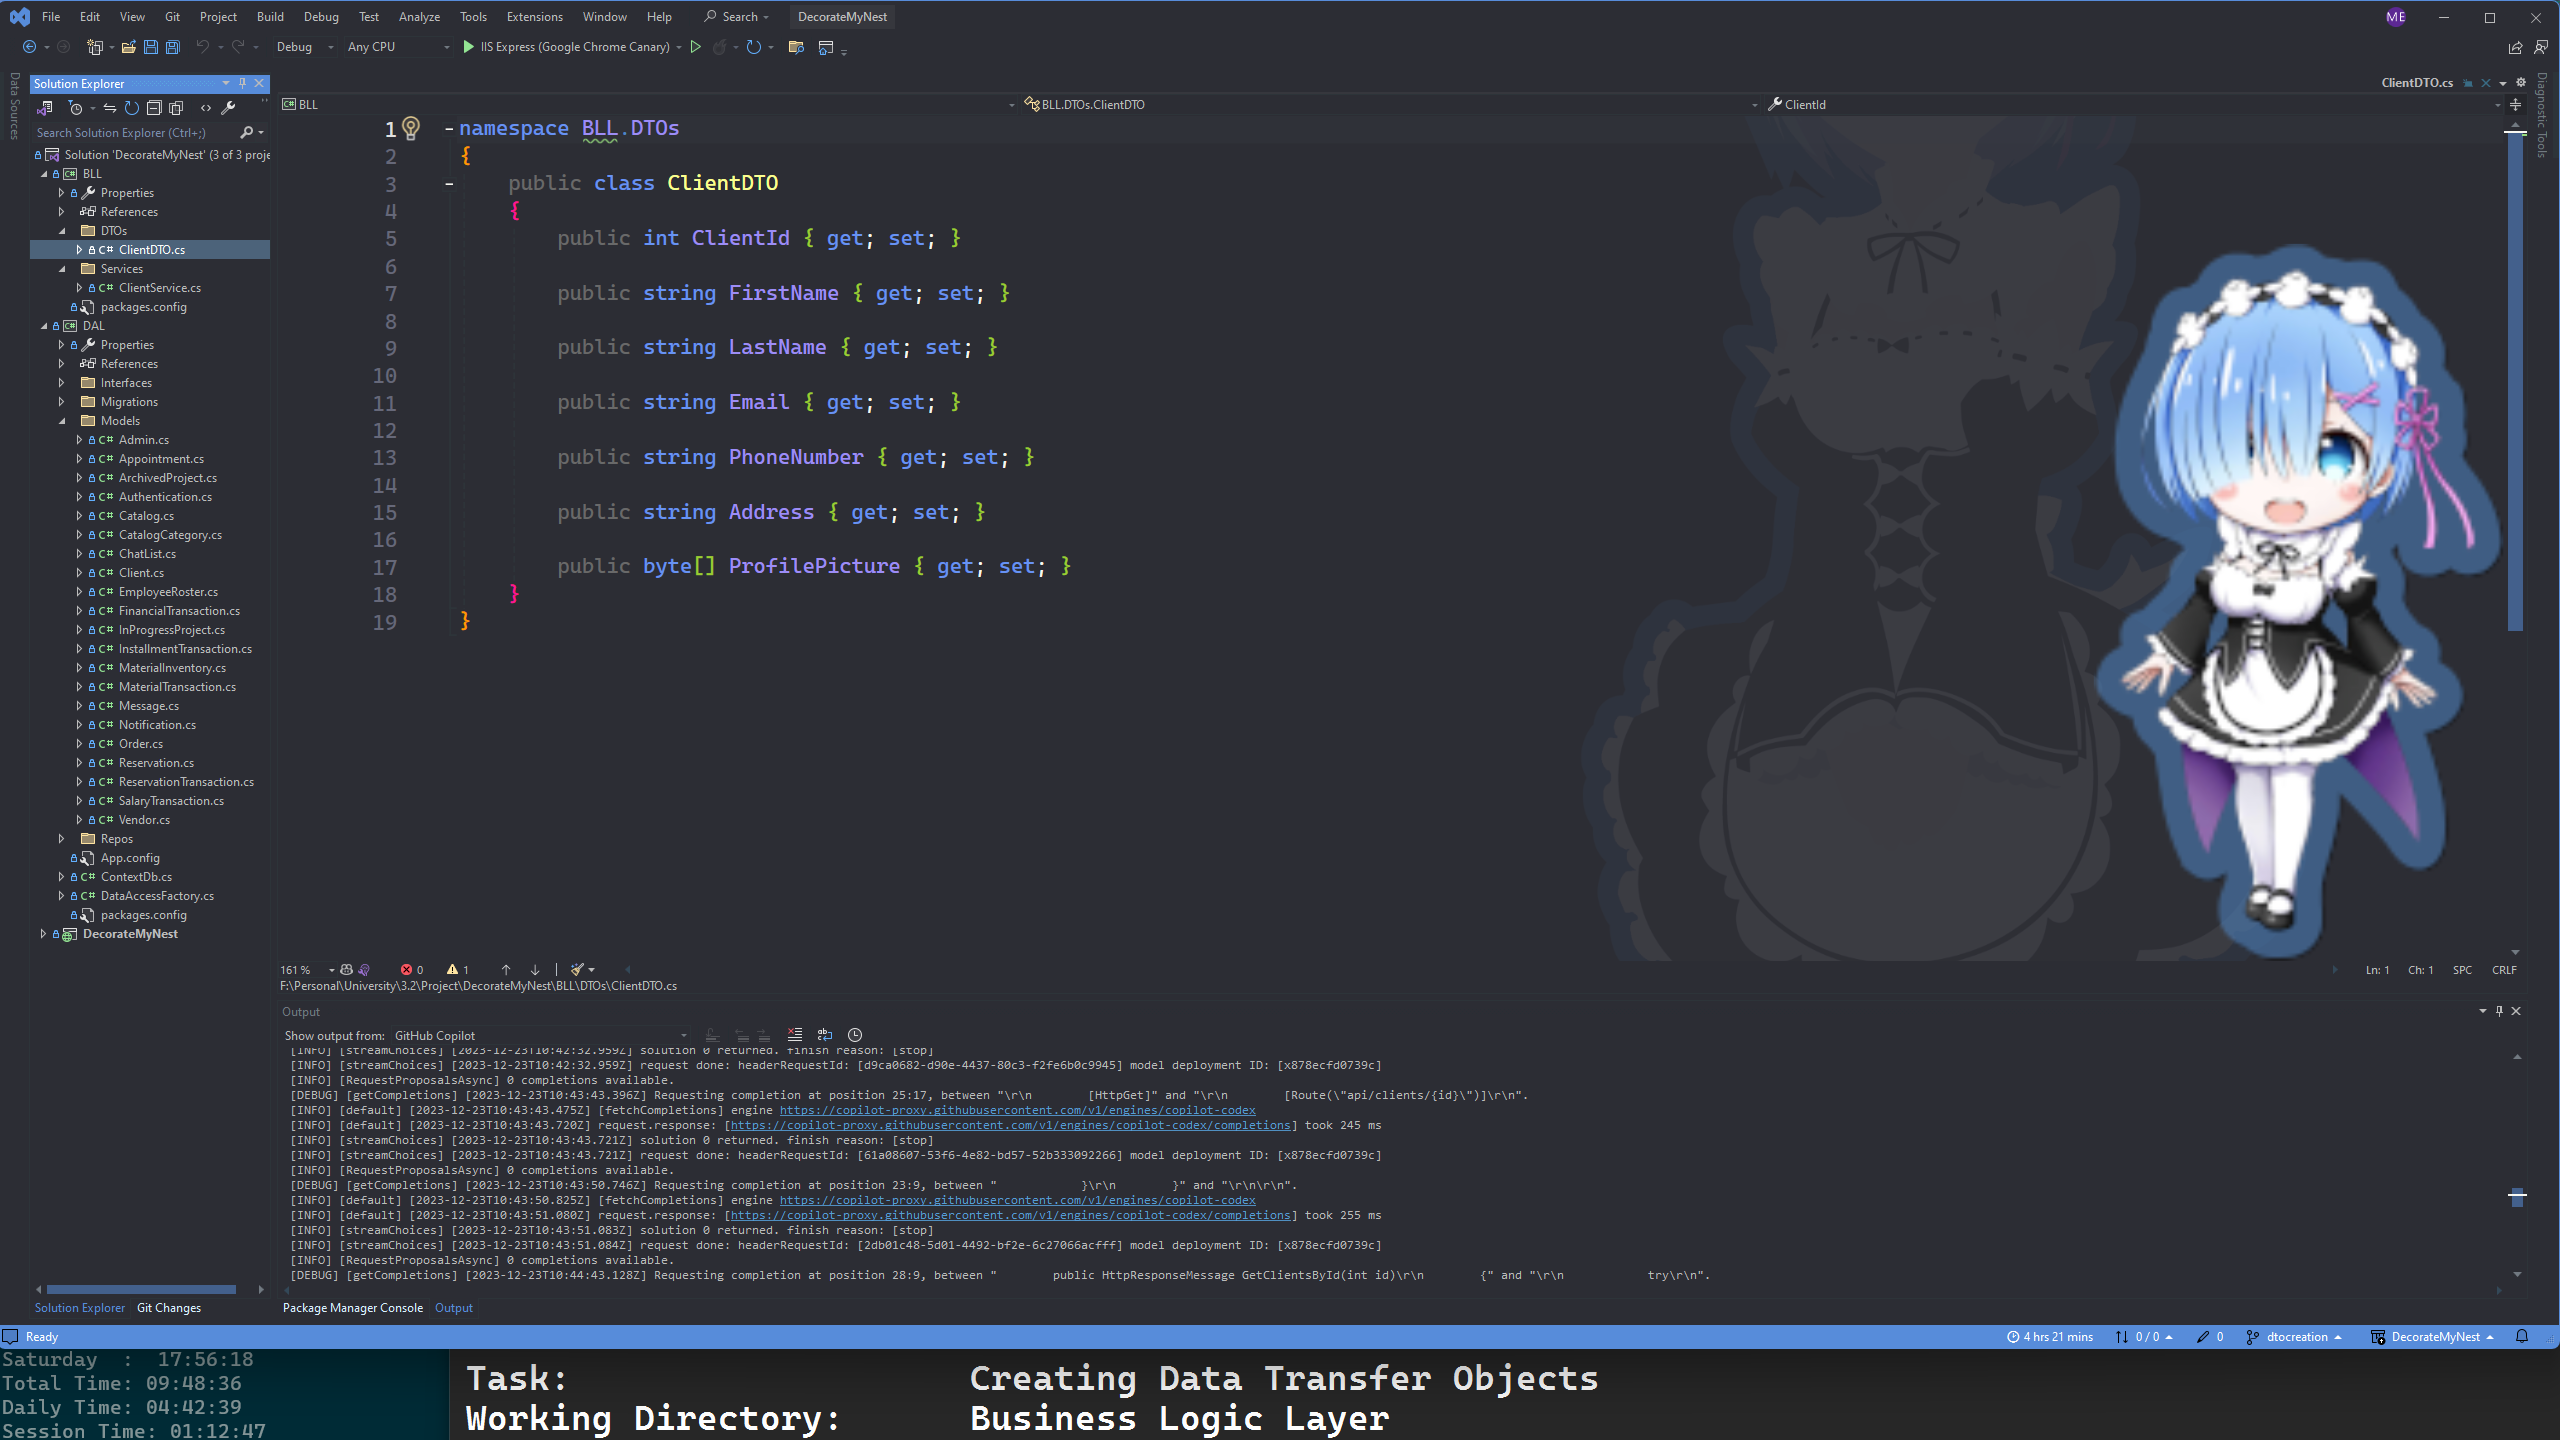 File Edit View Git Project Build Debug Test Analyze Tools Extensions Window Help Search DecorateMyNest ME
Debug Any CPU IIS Express (Google Chrome Canary)
Data Sources
Solution Explorer
Search Solution Explorer (Ctrl+;)
Solution 'DecorateMyNest' (3 of 3 proje
BLL
Properties
References
DTOs
C# ClientDTO.cs
Services
C# ClientService.cs
packages.config
DAL
Properties
References
Interfaces
Migrations
Models
C# Admin.cs
C# Appointment.cs
C# ArchivedProject.cs
C# Authentication.cs
C# Catalog.cs
C# CatalogCategory.cs
C# ChatList.cs
C# Client.cs
C# EmployeeRoster.cs
C# FinancialTransaction.cs
C# InProgressProject.cs
C# InstallmentTransaction.cs
C# MaterialInventory.cs
C# MaterialTransaction.cs
C# Message.cs
C# Notification.cs
C# Order.cs
C# Reservation.cs
C# ReservationTransaction.cs
C# SalaryTransaction.cs
C# Vendor.cs
Repos
App.config
C# ContextDb.cs
C# DataAccessFactory.cs
packages.config
DecorateMyNest
Solution Explorer Git Changes
ClientDTO.cs
Diagnostic Tools
BLL BLL.DTOs.ClientDTO ClientId
1 namespace BLL.DTOs
2 {
3 public class ClientDTO
4 {
5 public int ClientId { get; set; }
6
7 public string FirstName { get; set; }
8
9 public string LastName { get; set; }
10
11 public string Email { get; set; }
12
13 public string PhoneNumber { get; set; }
14
15 public string Address { get; set; }
16
17 public byte[] ProfilePicture { get; set; }
18 }
19 }
161 % 0 1 Ln: 1 Ch: 1 SPC CRLF
F:\Personal\University\3.2\Project\DecorateMyNest\BLL\DTOs\ClientDTO.cs
Output
Show output from: GitHub Copilot
[INFO] [streamChoices] [2023-12-23T10:42:32.959Z] solution 0 returned. finish reason: [stop]
[INFO] [streamChoices] [2023-12-23T10:42:32.959Z] request done: headerRequestId: [d9ca0682-d90e-4437-80c3-f2fe6b0c9945] model deployment ID: [x878ecfd0739c]
[INFO] [RequestProposalsAsync] 0 completions available.
[DEBUG] [getCompletions] [2023-12-23T10:43:43.396Z] Requesting completion at position 25:17, between "\r\n [HttpGet]" and "\r\n [Route(\"api/clients/{id}\")]\r\n".
[INFO] [default] [2023-12-23T10:43:43.475Z] [fetchCompletions] engine https://copilot-proxy.githubusercontent.com/v1/engines/copilot-codex
[INFO] [default] [2023-12-23T10:43:43.720Z] request.response: [https://copilot-proxy.githubusercontent.com/v1/engines/copilot-codex/completions] took 245 ms
[INFO] [streamChoices] [2023-12-23T10:43:43.721Z] solution 0 returned. finish reason: [stop]
[INFO] [streamChoices] [2023-12-23T10:43:43.721Z] request done: headerRequestId: [61a08607-53f6-4e82-bd57-52b333092266] model deployment ID: [x878ecfd0739c]
[INFO] [RequestProposalsAsync] 0 completions available.
[DEBUG] [getCompletions] [2023-12-23T10:43:50.746Z] Requesting completion at position 23:9, between " }\r\n }" and "\r\n\r\n".
[INFO] [default] [2023-12-23T10:43:50.825Z] [fetchCompletions] engine https://copilot-proxy.githubusercontent.com/v1/engines/copilot-codex
[INFO] [default] [2023-12-23T10:43:51.080Z] request.response: [https://copilot-proxy.githubusercontent.com/v1/engines/copilot-codex/completions] took 255 ms
[INFO] [streamChoices] [2023-12-23T10:43:51.083Z] solution 0 returned. finish reason: [stop]
[INFO] [streamChoices] [2023-12-23T10:43:51.084Z] request done: headerRequestId: [2db01c48-5d01-4492-bf2e-6c27066acfff] model deployment ID: [x878ecfd0739c]
[INFO] [RequestProposalsAsync] 0 completions available.
[DEBUG] [getCompletions] [2023-12-23T10:44:43.128Z] Requesting completion at position 28:9, between " public HttpResponseMessage GetClientsById(int id)\r\n {" and "\r\n try\r\n".
Package Manager Console Output
Ready 4 hrs 21 mins 0 / 0 0 dtocreation DecorateMyNest
Saturday : 17:56:18
Total Time: 09:48:36
Daily Time: 04:42:39
Session Time: 01:12:47
Task: Creating Data Transfer Objects
Working Directory: Business Logic Layer